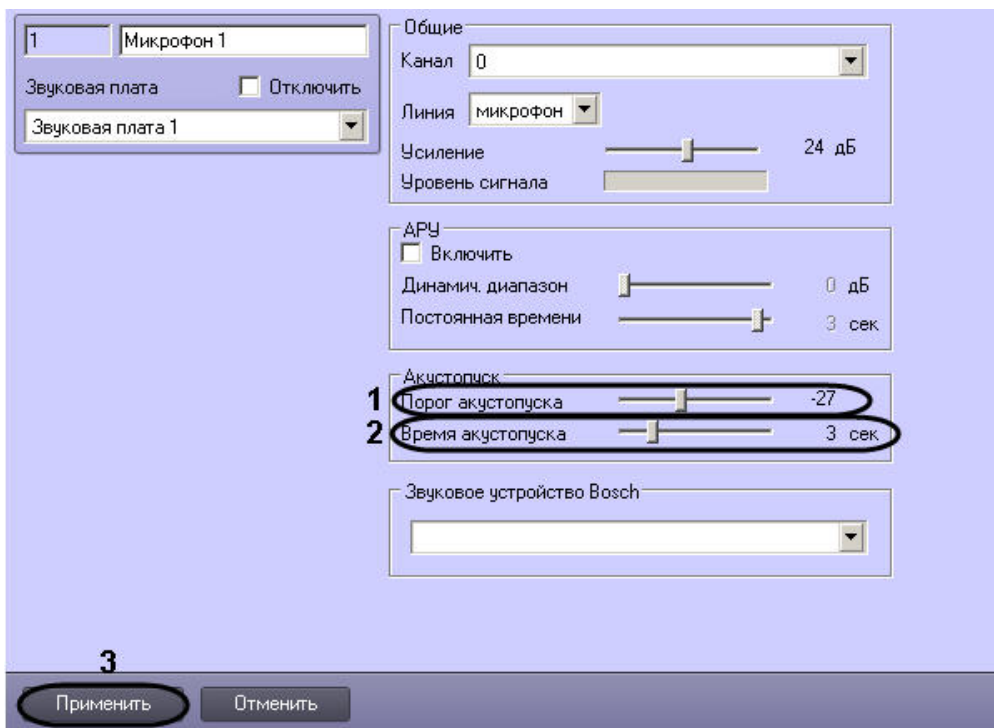 1 Микрофон 1
Звуковая плата Отключить
Звуковая плата 1
Общие
Канал 0
Линия микрофон
Усиление 24 дБ
Уровень сигнала
АРУ
Включить
Динамич. диапазон 0 дБ
Постоянная времени 3 сек
Акустопуск
1 Порог акустопуска -27
2 Время акустопуска 3 сек
Звуковое устройство Bosch
3
Применить Отменить